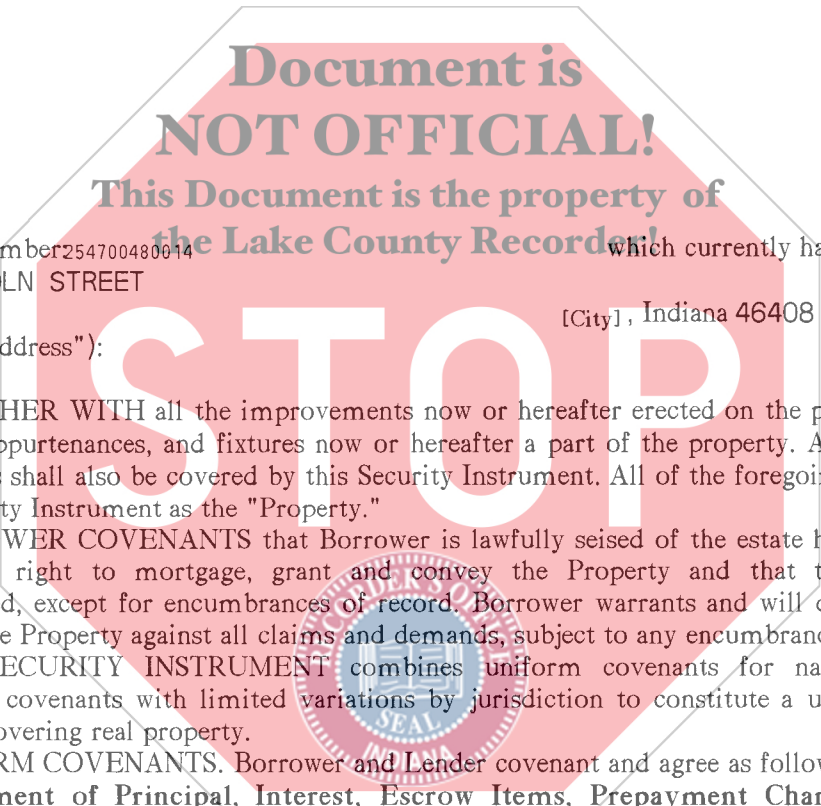 Document is
NOT OFFICIAL!
This Document is the property of
the Lake County Recorder!
mber254700480014 which currently ha
LN STREET
[City] , Indiana 46408
ddress"):
STOP
HER WITH all the improvements now or hereafter erected on the p
ppurtenances, and fixtures now or hereafter a part of the property. A
s shall also be covered by this Security Instrument. All of the foregoin
ty Instrument as the "Property."
WER COVENANTS that Borrower is lawfully seised of the estate h
right to mortgage, grant and convey the Property and that t
d, except for encumbrances of record. Borrower warrants and will d
e Property against all claims and demands, subject to any encumbranc
ECURITY INSTRUMENT combines uniform covenants for na
covenants with limited variations by jurisdiction to constitute a u
overing real property.
RM COVENANTS. Borrower and Lender covenant and agree as follow
ment of Principal, Interest, Escrow Items, Prepayment Char
RECORDER'S OFFICE
SEAL
INDIANA